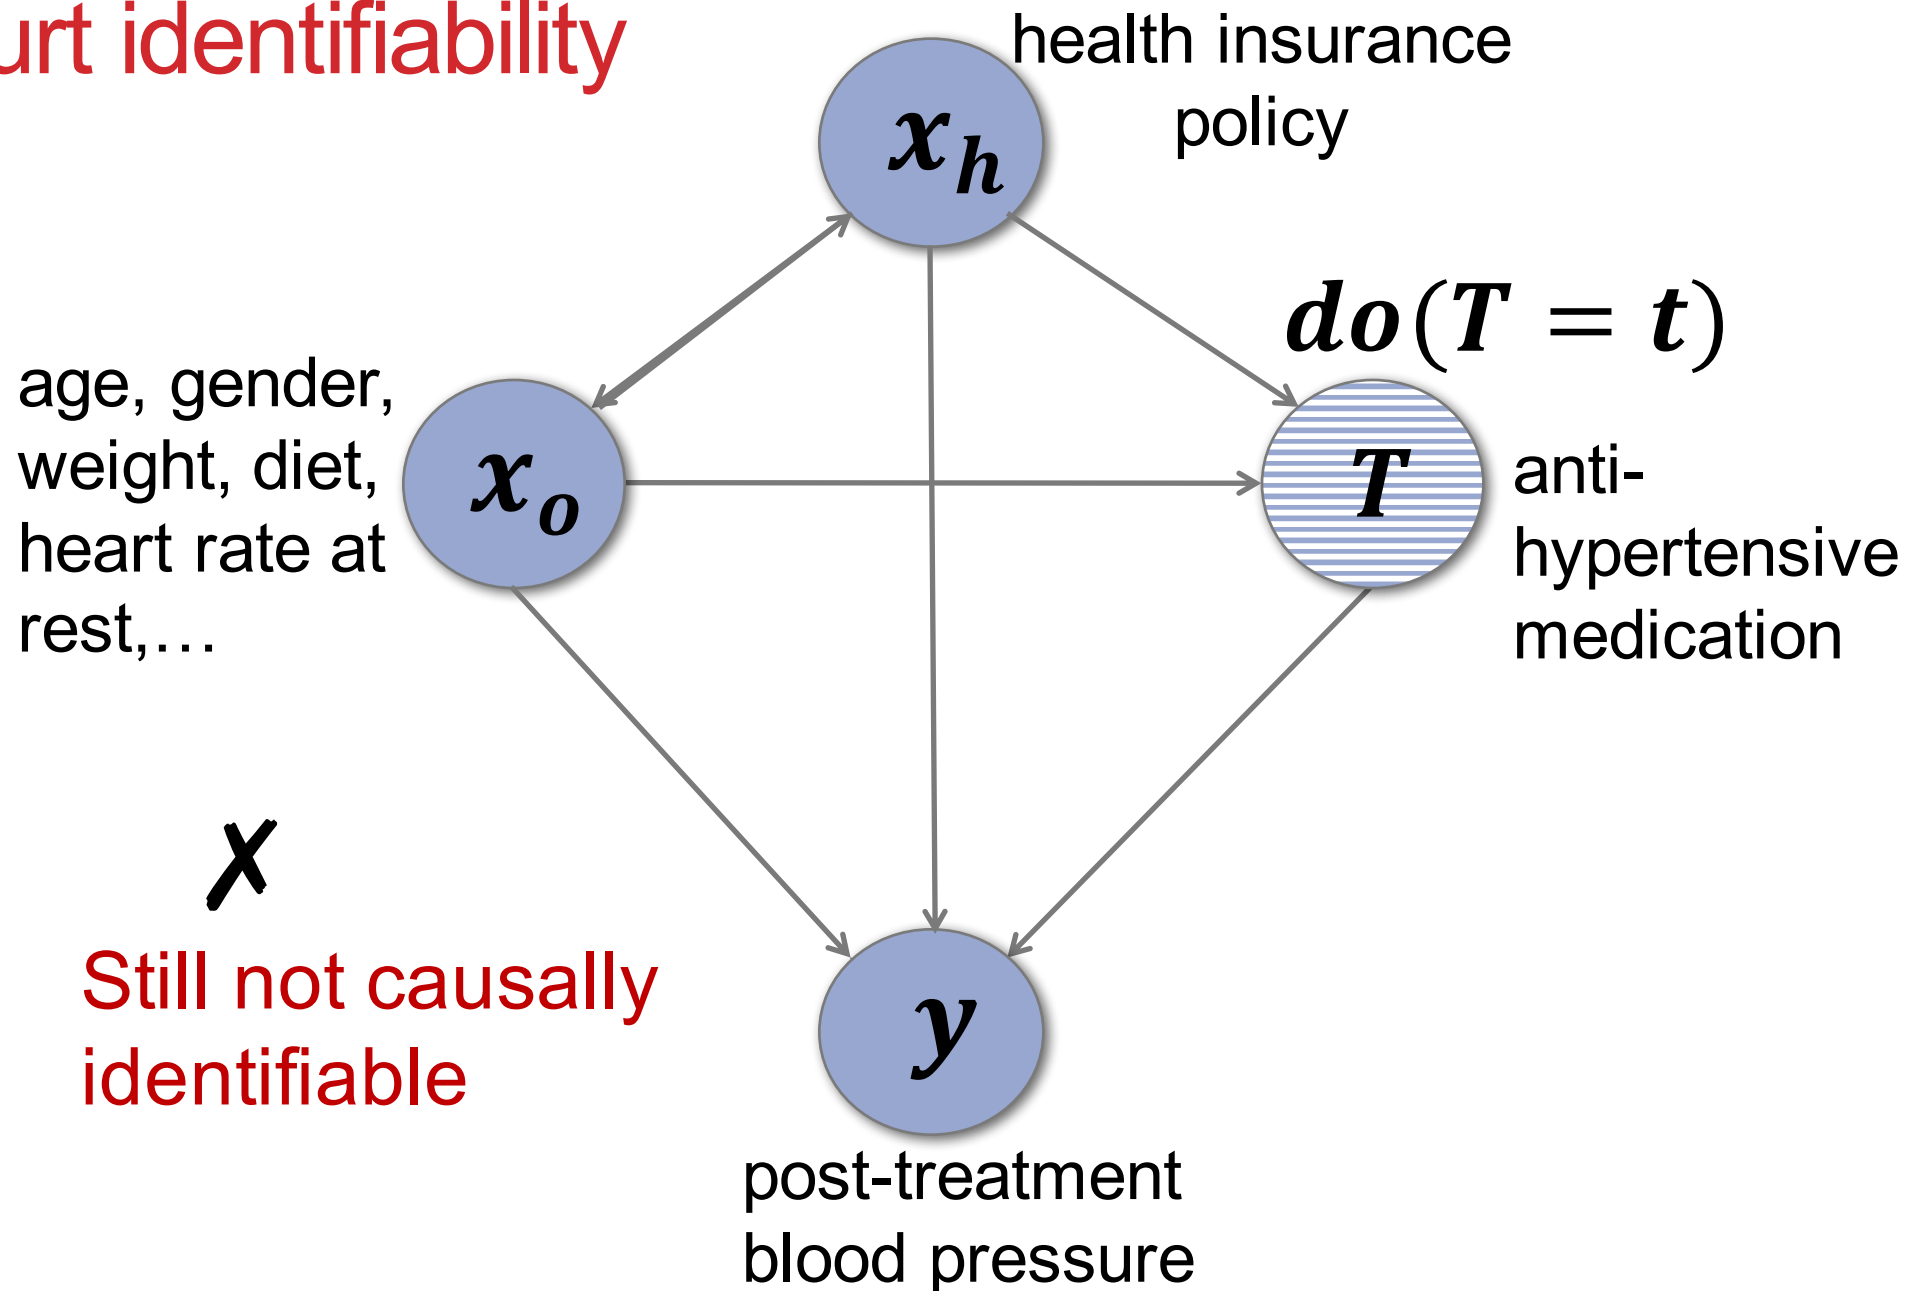 identifiability
health insurance
policy
x_h
do(T = t)
age, gender,
weight, diet,
heart rate at
rest,…
x_o
T
anti-
hypertensive
medication
✗
Still not causally
identifiable
y
post-treatment
blood pressure